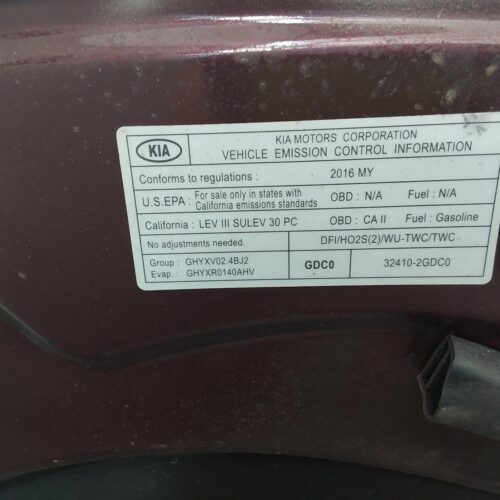 KIA
KIA MOTORS CORPORATION
VEHICLE EMISSION CONTROL INFORMATION
Conforms to regulations : 2016 MY
U.S.EPA : For sale only in states with California emissions standards OBD : N/A Fuel : N/A
California : LEV III SULEV 30 PC OBD : CA II Fuel : Gasoline
No adjustments needed. DFI/HO2S(2)/WU-TWC/TWC
Group : GHYXV02.4BJ2
Evap. : GHYXR0140AHV
GDC0 32410-2GDC0